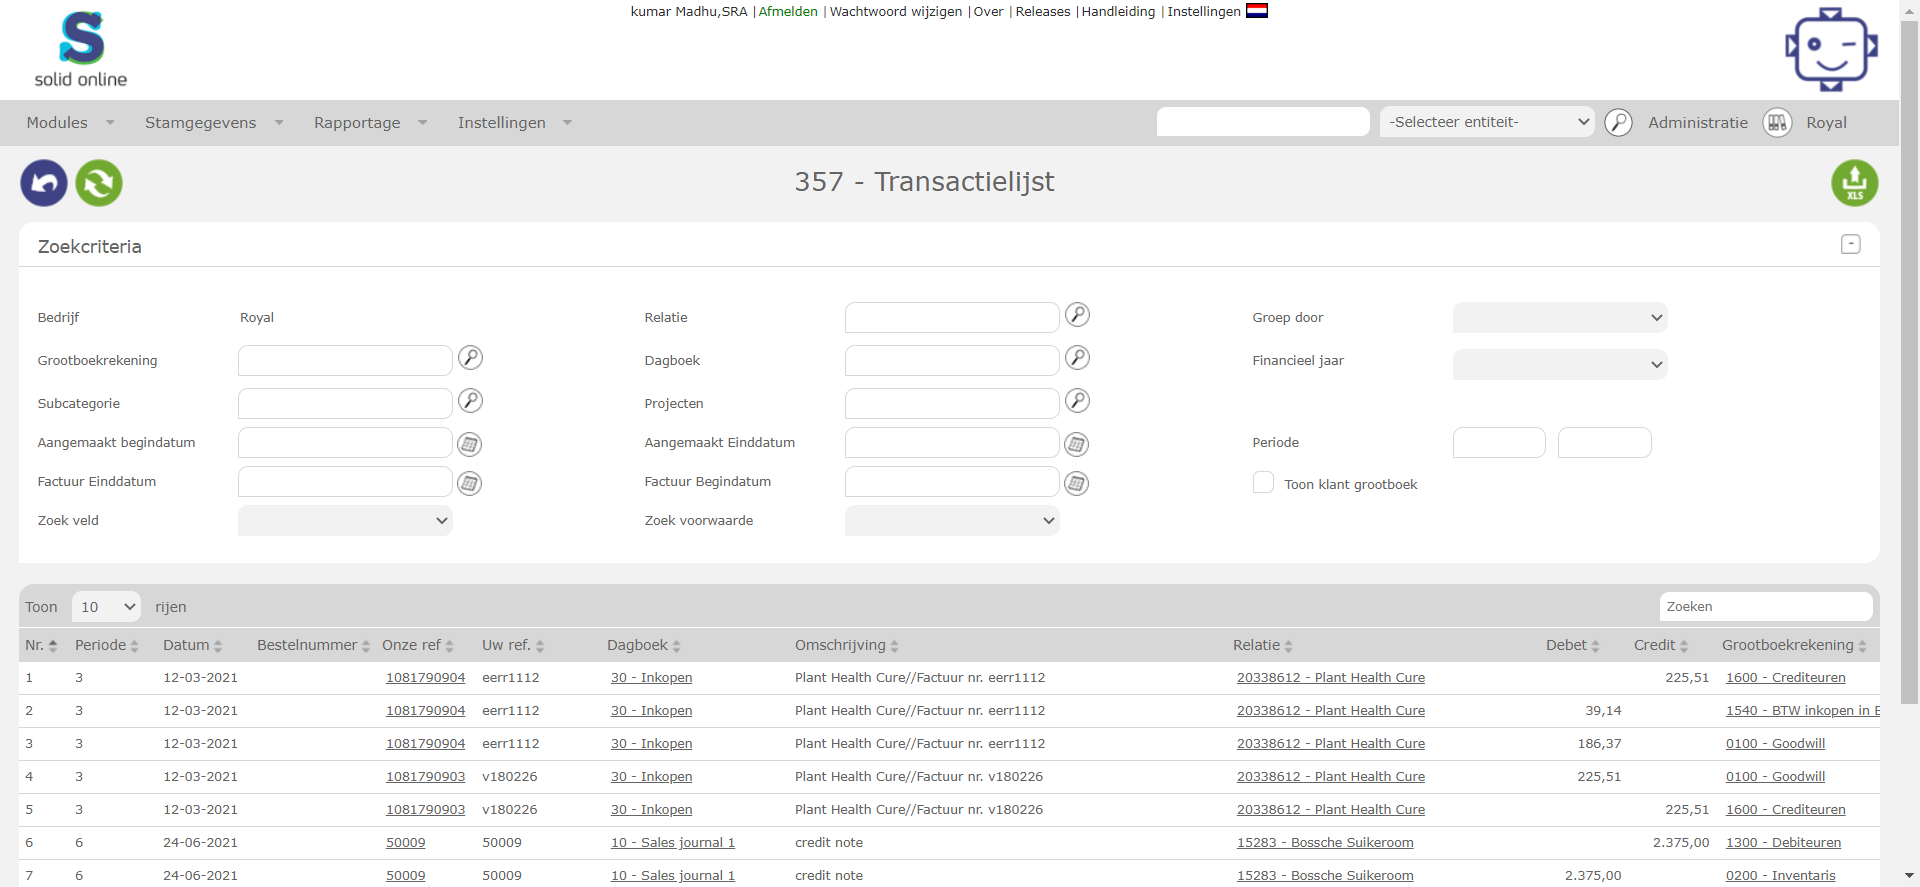 kumar Madhu,SRA |Afmelden |Wachtwoord wijzigen |Over |Releases |Handleiding |Instellingen
solid online
Modules Stamgegevens Rapportage Instellingen -Selecteer entiteit- Administratie Royal
357 - Transactielijst
XLS
Zoekcriteria -
Bedrijf Royal Relatie Groep door
Grootboekrekening Dagboek Financieel jaar
Subcategorie Projecten
Aangemaakt begindatum Aangemaakt Einddatum Periode
Factuur Einddatum Factuur Begindatum Toon klant grootboek
Zoek veld Zoek voorwaarde
Toon 10 rijen Zoeken
Nr. Periode Datum Bestelnummer Onze ref Uw ref. Dagboek Omschrijving Relatie Debet Credit Grootboekrekening
1 3 12-03-2021 1081790904 eerr1112 30 - Inkopen Plant Health Cure//Factuur nr. eerr1112 20338612 - Plant Health Cure 225,51 1600 - Crediteuren
2 3 12-03-2021 1081790904 eerr1112 30 - Inkopen Plant Health Cure//Factuur nr. eerr1112 20338612 - Plant Health Cure 39,14 1540 - BTW inkopen in
3 3 12-03-2021 1081790904 eerr1112 30 - Inkopen Plant Health Cure//Factuur nr. eerr1112 20338612 - Plant Health Cure 186,37 0100 - Goodwill
4 3 12-03-2021 1081790903 v180226 30 - Inkopen Plant Health Cure//Factuur nr. v180226 20338612 - Plant Health Cure 225,51 0100 - Goodwill
5 3 12-03-2021 1081790903 v180226 30 - Inkopen Plant Health Cure//Factuur nr. v180226 20338612 - Plant Health Cure 225,51 1600 - Crediteuren
6 6 24-06-2021 50009 50009 10 - Sales journal 1 credit note 15283 - Bossche Suikeroom 2.375,00 1300 - Debiteuren
7 6 24-06-2021 50009 50009 10 - Sales journal 1 credit note 15283 - Bossche Suikeroom 2.375,00 0200 - Inventaris